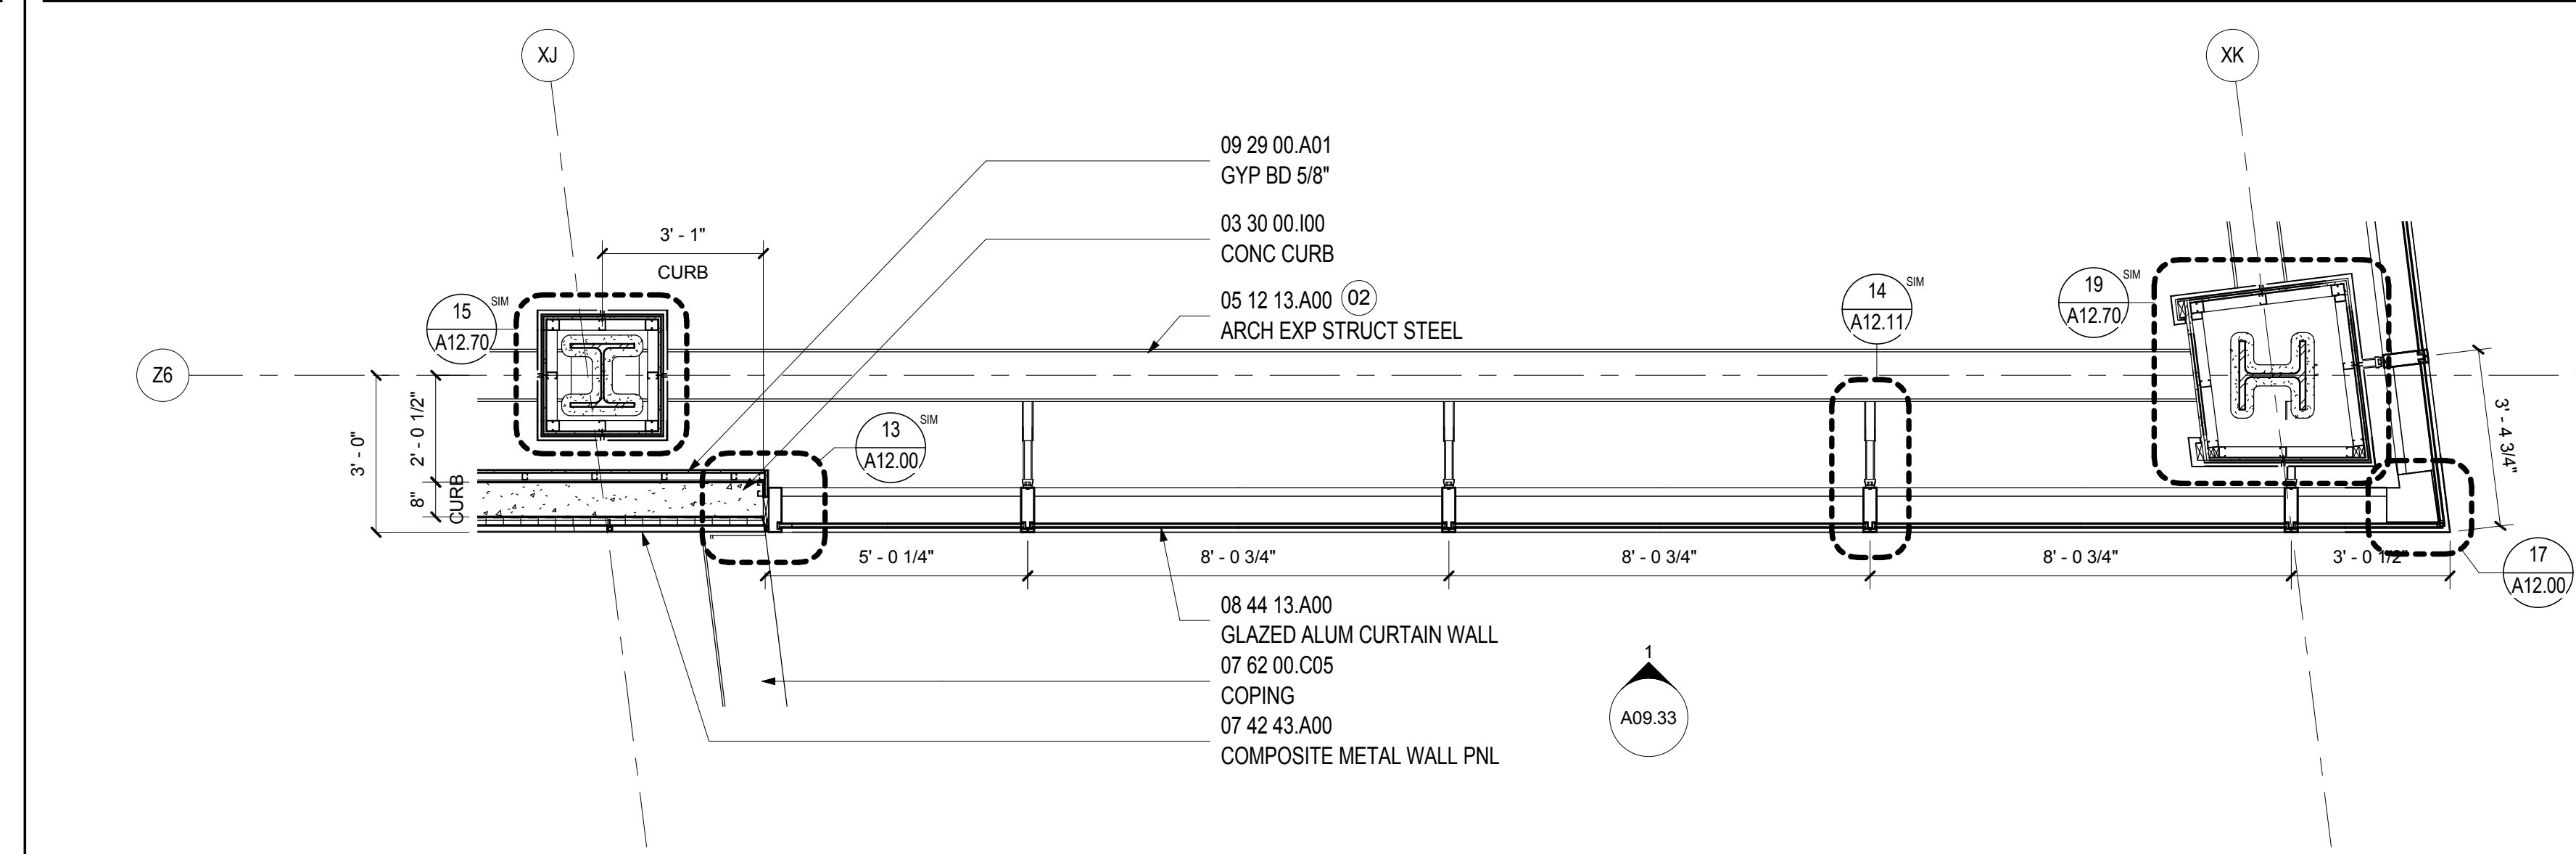 XJ
XK
09 29 00.A01
GYP BD 5/8"
03 30 00.I00
CONC CURB
05 12 13.A00 02
ARCH EXP STRUCT STEEL
3' - 1"
CURB
15 SIM
A12.70
14 SIM
A12.11
19 SIM
A12.70
Z6
3' - 0"
2' - 0 1/2"
8"
CURB
13 SIM
A12.00
3' - 4 3/4"
5' - 0 1/4"
8' - 0 3/4"
8' - 0 3/4"
8' - 0 3/4"
3' - 0 1/2"
17
A12.00
08 44 13.A00
GLAZED ALUM CURTAIN WALL
07 62 00.C05
COPING
07 42 43.A00
COMPOSITE METAL WALL PNL
1
A09.33